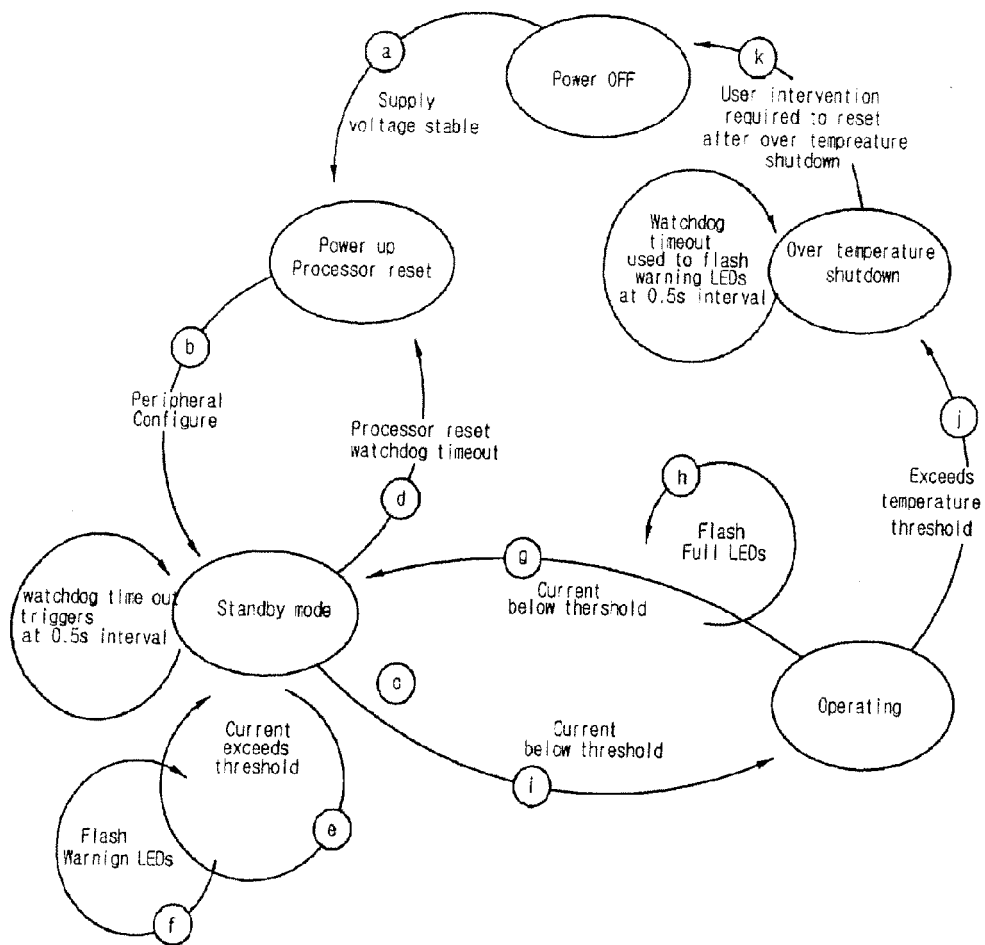 a
Power OFF
k
Supply
voltage stable
User intervention
required to reset
after over tempreature
shutdown
Power up
Processor reset
Watchdog
timeout
used to flash
warning LEDs
at 0.5s interval
Over temperature
shutdown
b
Peripheral
Configure
Processor reset
watchdog timeout
d
j
Exceeds
temperature
threshold
h
Flash
Full LEDs
g
Current
below thershold
watchdog time out
triggers
at 0.5s interval
Standby mode
c
Operating
Current
exceeds
threshold
Current
below threshold
i
e
Flash
Warnign LEDs
f